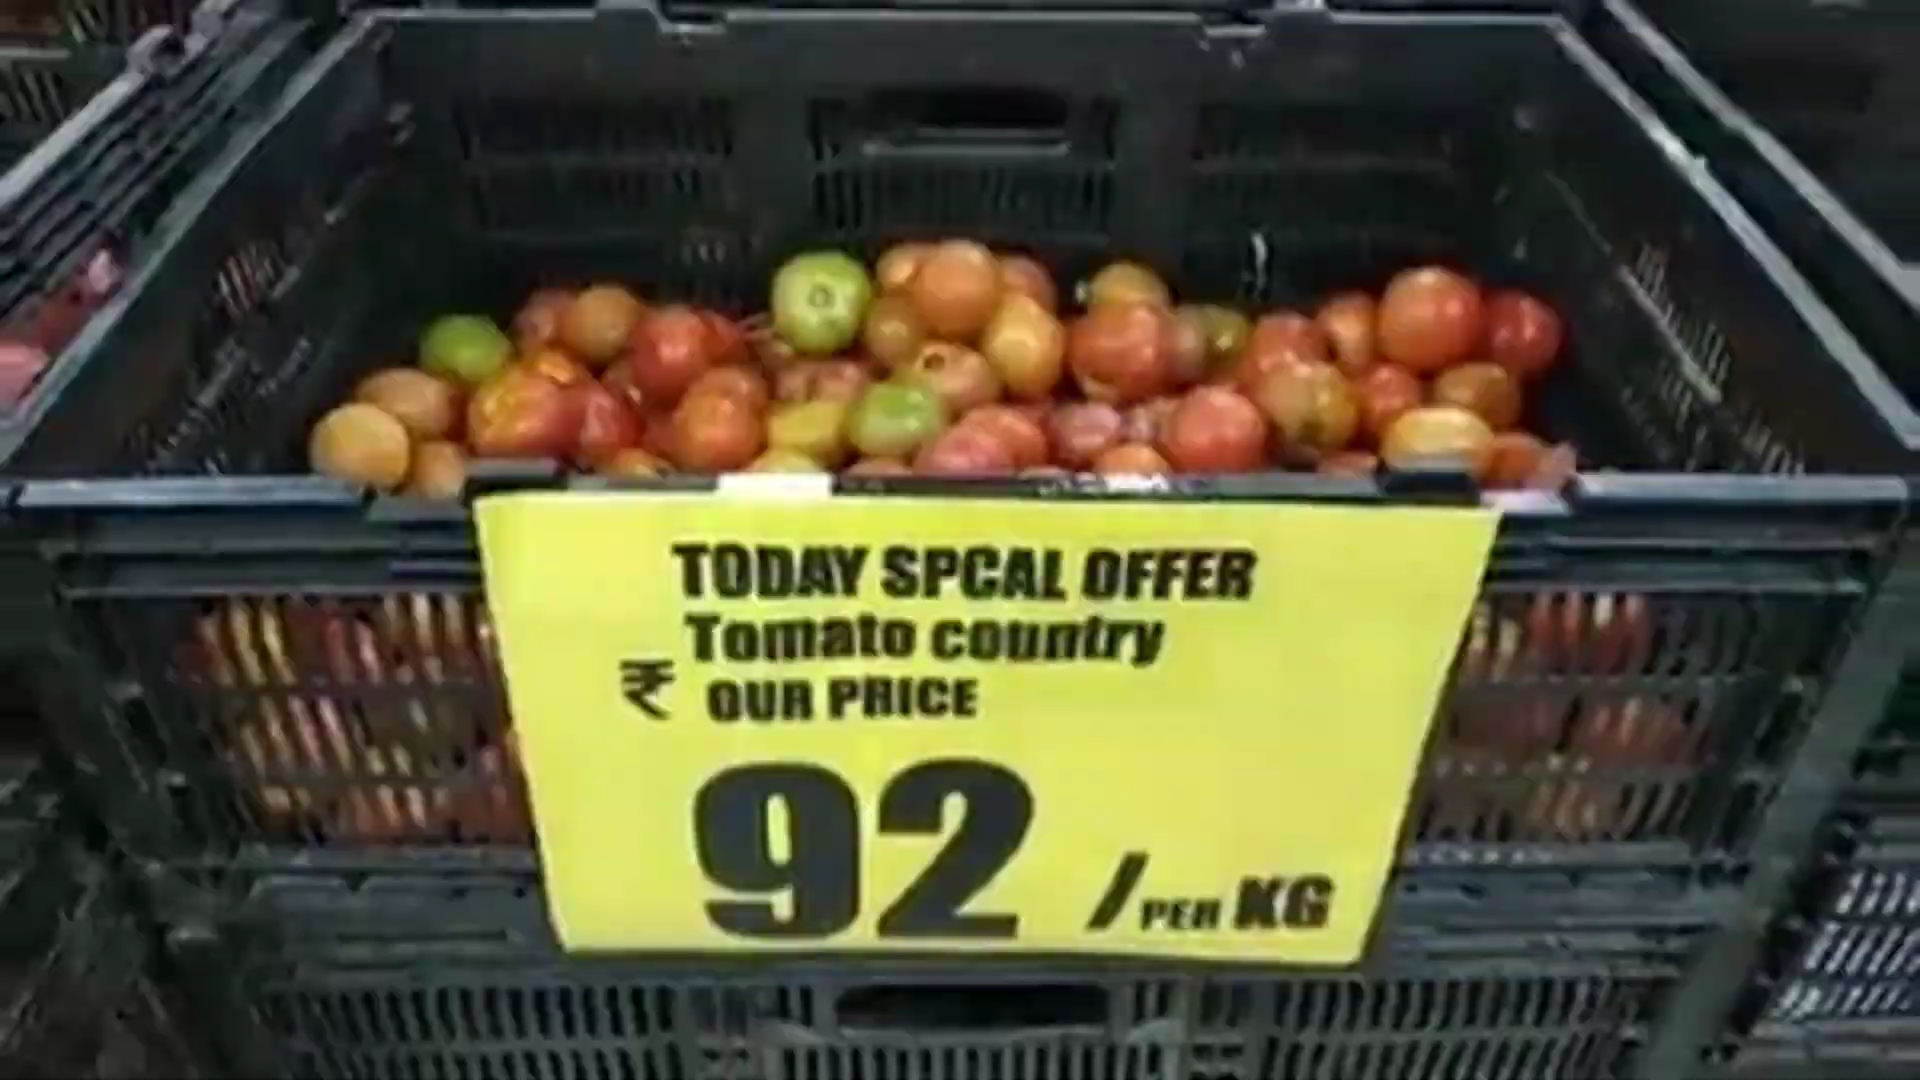 TODAY SPCAL OFFER
Tomato country
₹ OUR PRICE
92 / PER KG